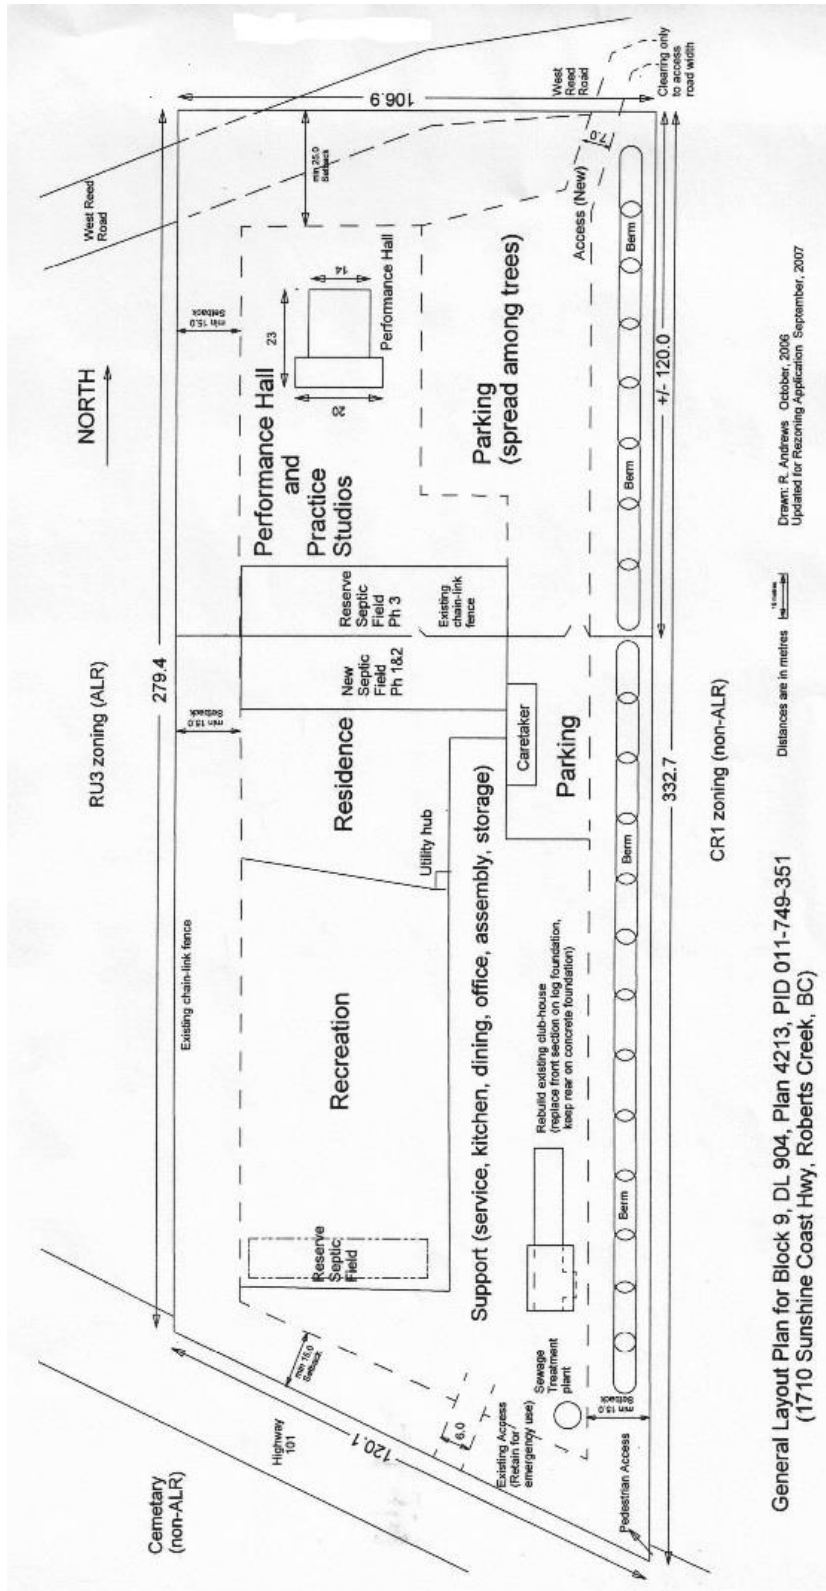 West Reed
Road
106.9
West
Reed
Road
Clearing only
to access
road width
7.0
min 25.0
Setback
Access (New)
NORTH
min 15.0
Setback
14
23
20
Performance Hall
Performance Hall
and
Practice
Studios
Parking
(spread among trees)
Berm
Berm
+/- 120.0
RU3 zoning (ALR)
279.4
min 15.0
Setback
Reserve
Septic
Field
Ph 3
Existing
chain-link
fence
New
Septic
Field
Ph 1&2
Residence
Caretaker
Parking
Utility hub
332.7
CR1 zoning (non-ALR)
Existing chain-link fence
Recreation
Support (service, kitchen, dining, office, assembly, storage)
Berm
Rebuild existing club-house
(replace front section on log foundation,
keep rear on concrete foundation)
Berm
Reserve
Septic
Field
min 15.0
Setback
Sewage
Treatment
plant
min 15.0
Setback
6.0
Existing Access
(Retain for
emergency use)
Highway
101
120.1
Cemetary
(non-ALR)
Pedestrian Access
General Layout Plan for Block 9, DL 904, Plan 4213, PID 011-749-351
(1710 Sunshine Coast Hwy, Roberts Creek, BC)
Distances are in metres
Drawn: R. Andrews October, 2006
Updated for Rezoning Application September, 2007